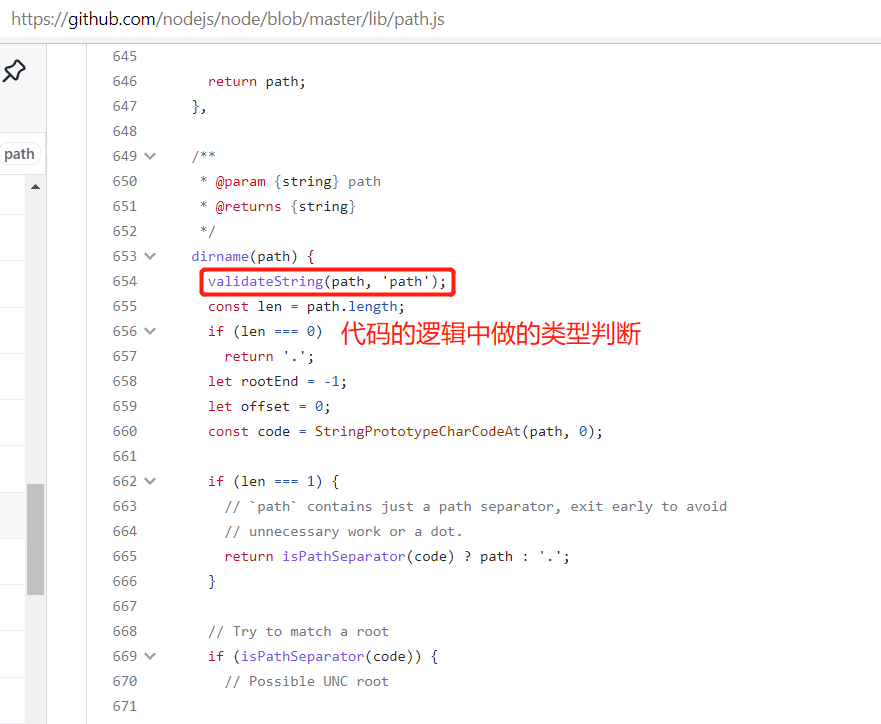 https://github.com/nodejs/node/blob/master/lib/path.js
path
645
646 return path;
647 },
648
649 /**
650 * @param {string} path
651 * @returns {string}
652 */
653 dirname(path) {
654 validateString(path, 'path');
655 const len = path.length;
656 if (len === 0) 代码的逻辑中做的类型判断
657 return '.';
658 let rootEnd = -1;
659 let offset = 0;
660 const code = StringPrototypeCharCodeAt(path, 0);
661
662 if (len === 1) {
663 // `path` contains just a path separator, exit early to avoid
664 // unnecessary work or a dot.
665 return isPathSeparator(code) ? path : '.';
666 }
667
668 // Try to match a root
669 if (isPathSeparator(code)) {
670 // Possible UNC root
671